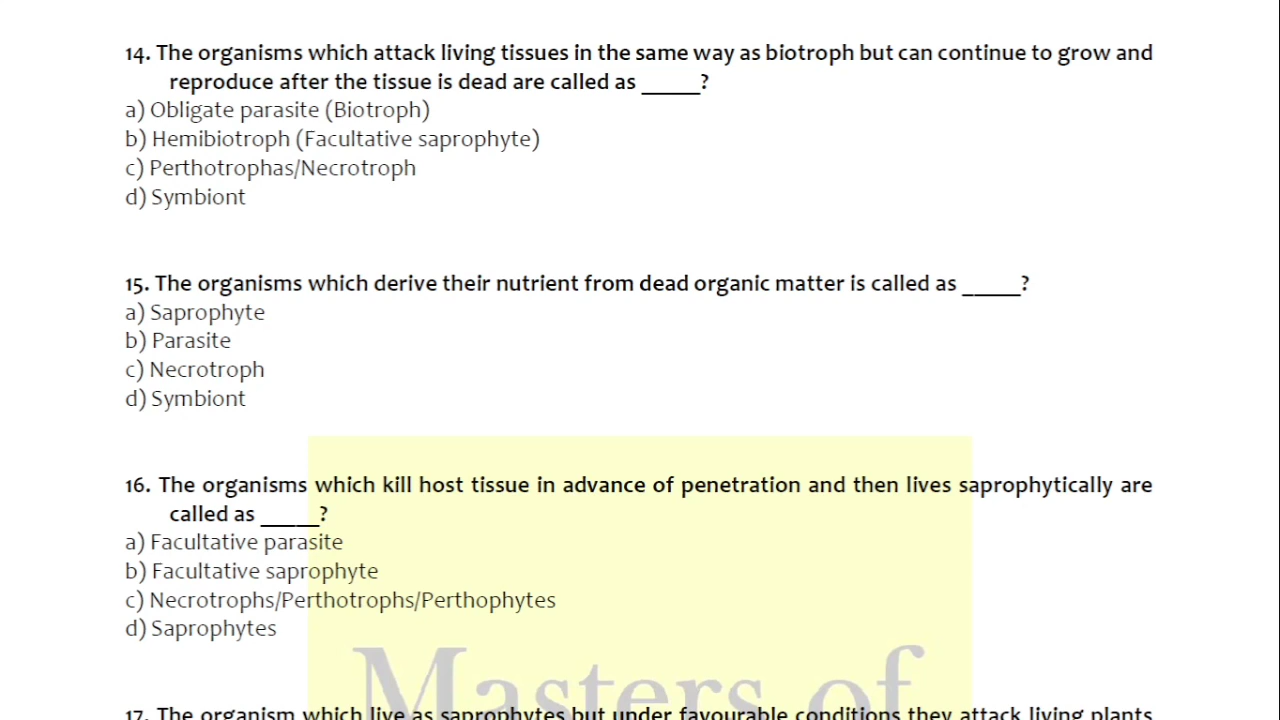 14. The organisms which attack living tissues in the same way as biotroph but can continue to grow and
reproduce after the tissue is dead are called as _____?
a) Obligate parasite (Biotroph)
b) Hemibiotroph (Facultative saprophyte)
c) Perthotrophas/Necrotroph
d) Symbiont
15. The organisms which derive their nutrient from dead organic matter is called as _____?
a) Saprophyte
b) Parasite
c) Necrotroph
d) Symbiont
16. The organisms which kill host tissue in advance of penetration and then lives saprophytically are
called as _____?
a) Facultative parasite
b) Facultative saprophyte
c) Necrotrophs/Perthotrophs/Perthophytes
d) Saprophytes
Masters of
17. The organism which live as saprophytes but under favourable conditions they attack living plants